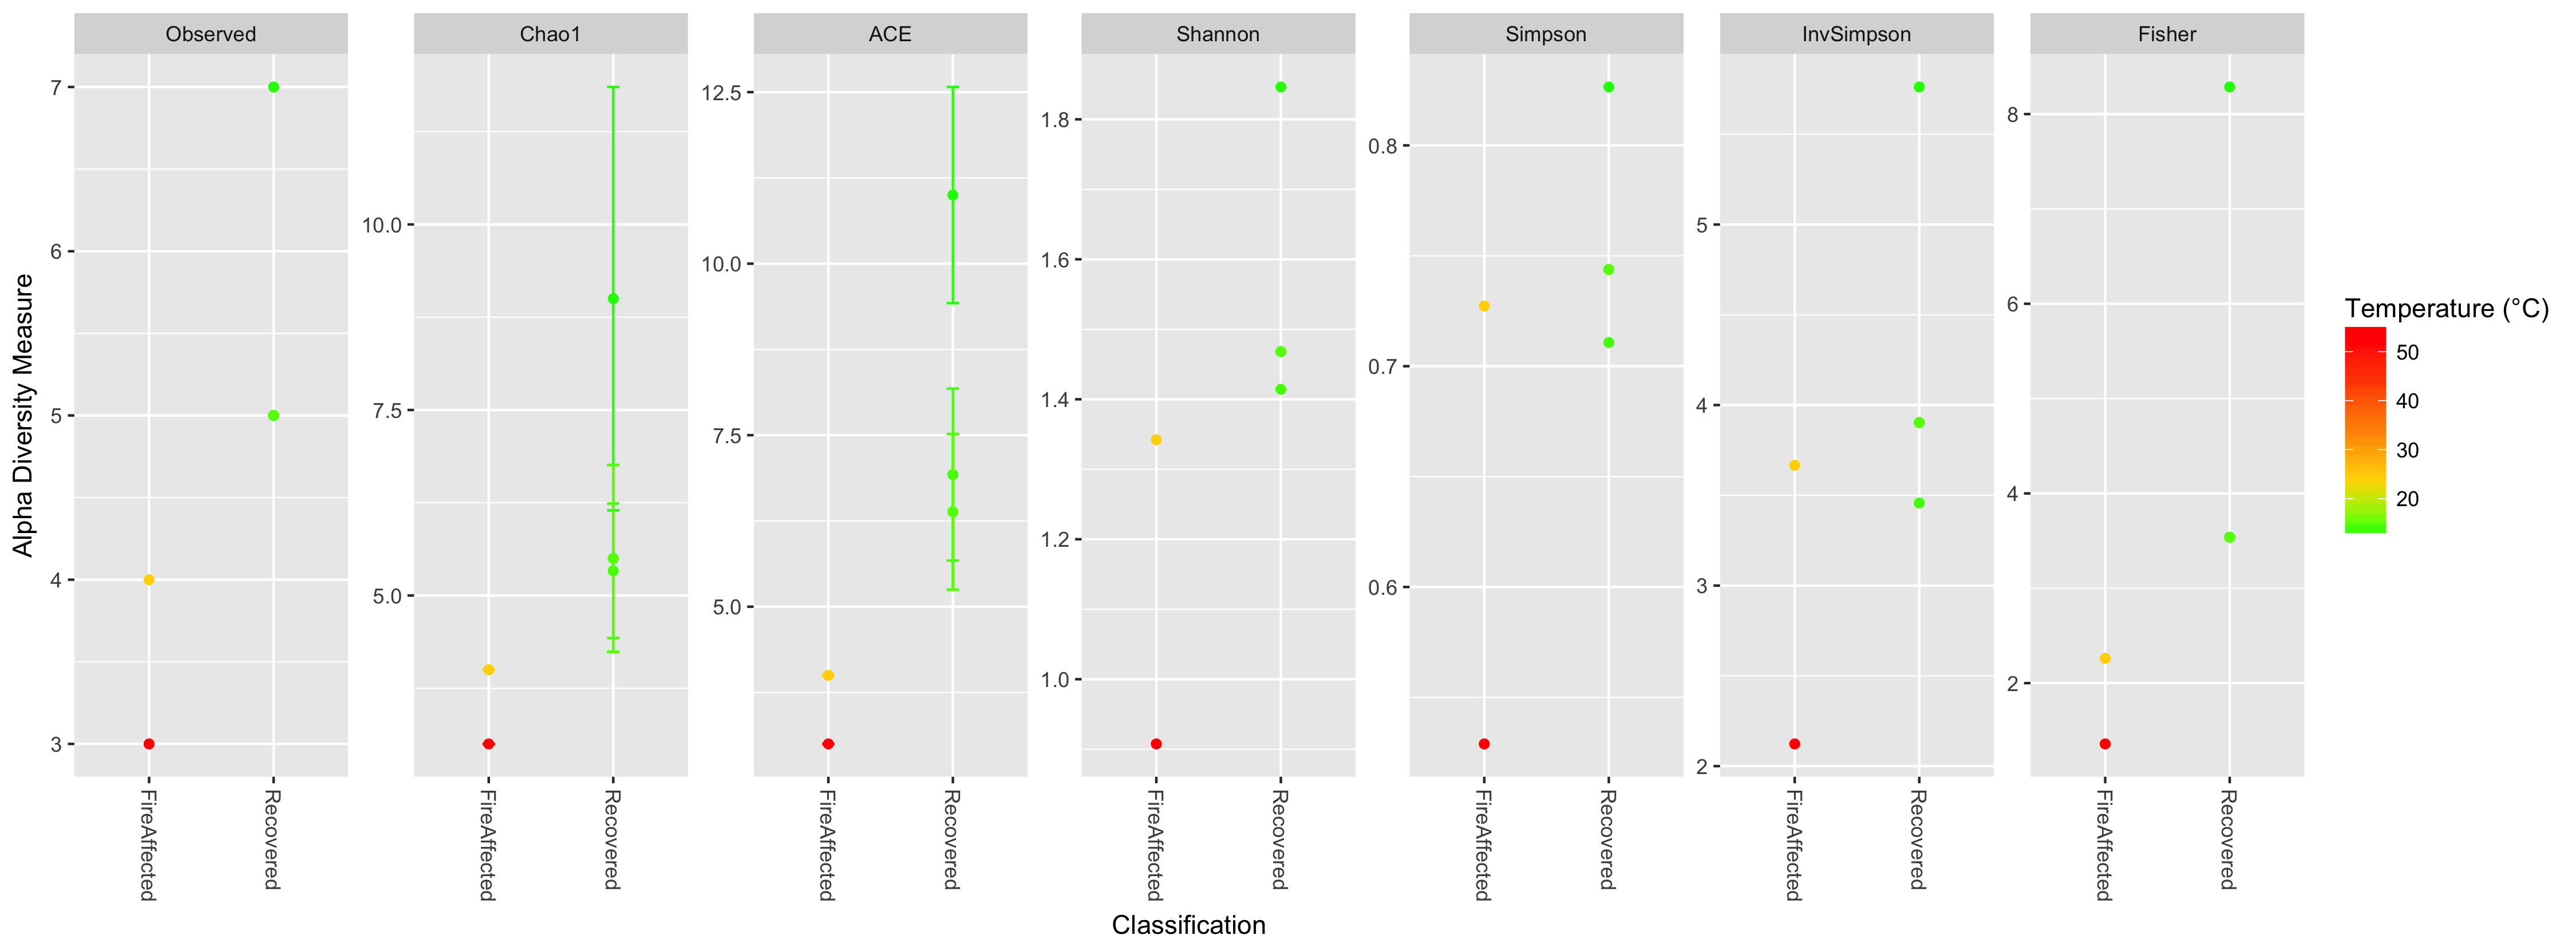 Observed
Chao1
ACE
Shannon
Simpson
InvSimpson
Fisher
Alpha Diversity Measure
7
6
5
4
3
10.0
7.5
5.0
12.5
10.0
7.5
5.0
1.8
1.6
1.4
1.2
1.0
0.8
0.7
0.6
5
4
3
2
8
6
4
2
FireAffected
Recovered
FireAffected
Recovered
FireAffected
Recovered
FireAffected
Recovered
FireAffected
Recovered
FireAffected
Recovered
FireAffected
Recovered
Classification
Temperature (°C)
50
40
30
20